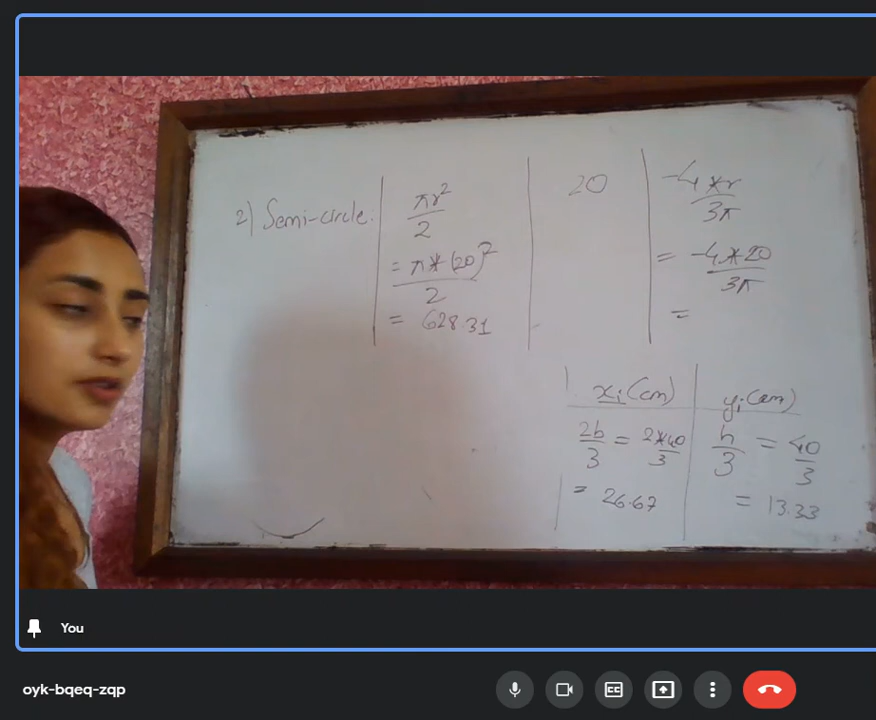 2) Semi-circle.
πr²
2
= π * (20)²
2
= 628.31
20
-4 * r
3π
= -4 * 20
3π
=
xᵢ (cm)
yᵢ (cm)
2b/3 = 2*40/3
= 26.67
h/3 = 40/3
= 13.33
You
oyk-bqeq-zqp